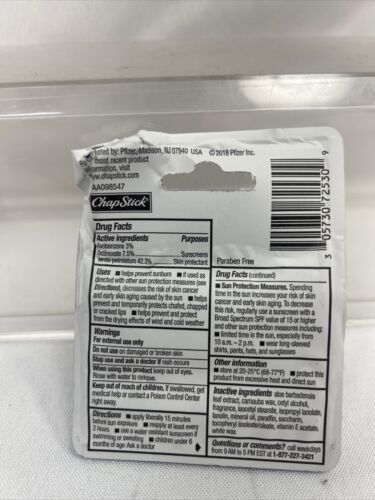 keted by: Pfizer, Madison, NJ 07940 USA © 2018 Pfizer Inc.
most recent product
ormation, visit
w.chapstick.com
AA098547
ChapStick
Drug Facts
Active ingredients Purposes
Avobenzone 3%
Octinoxate 7.5% Sunscreens
White petrolatum 42.3% Skin protectant
Uses ■ helps prevent sunburn ■ if used as
directed with other sun protection measures (see
Directions), decreases the risk of skin cancer
and early skin aging caused by the sun ■ helps
prevent and temporarily protects chafed, chapped
or cracked lips ■ helps prevent and protect
from the drying effects of wind and cold weather
Warnings
For external use only
Do not use on damaged or broken skin
Stop use and ask a doctor if rash occurs
When using this product keep out of eyes.
Rinse with water to remove.
Keep out of reach of children. If swallowed, get
medical help or contact a Poison Control Center
right away.
Directions ■ apply liberally 15 minutes
before sun exposure ■ reapply at least every
2 hours ■ use a water resistant sunscreen if
swimming or sweating ■ children under 6
months of age: Ask a doctor
3 05730 72530 9
Paraben Free
Drug Facts (continued)
■ Sun Protection Measures. Spending
time in the sun increases your risk of skin
cancer and early skin aging. To decrease
this risk, regularly use a sunscreen with a
Broad Spectrum SPF value of 15 or higher
and other sun protection measures including:
■ limited time in the sun, especially from
10 a.m. – 2 p.m. ■ wear long-sleeved
shirts, pants, hats, and sunglasses
Other information
■ store at 20-25°C (68-77°F) ■ protect this
product from excessive heat and direct sun
Inactive ingredients aloe barbadensis
leaf extract, carnauba wax, cetyl alcohol,
fragrance, isocetyl stearate, isopropyl lanolate,
lanolin, mineral oil, paraffin, saccharin,
tocopheryl linoleate/oleate, vitamin E acetate,
white wax
Questions or comments? call weekdays
from 9 AM to 5 PM EST at 1-877-227-3421